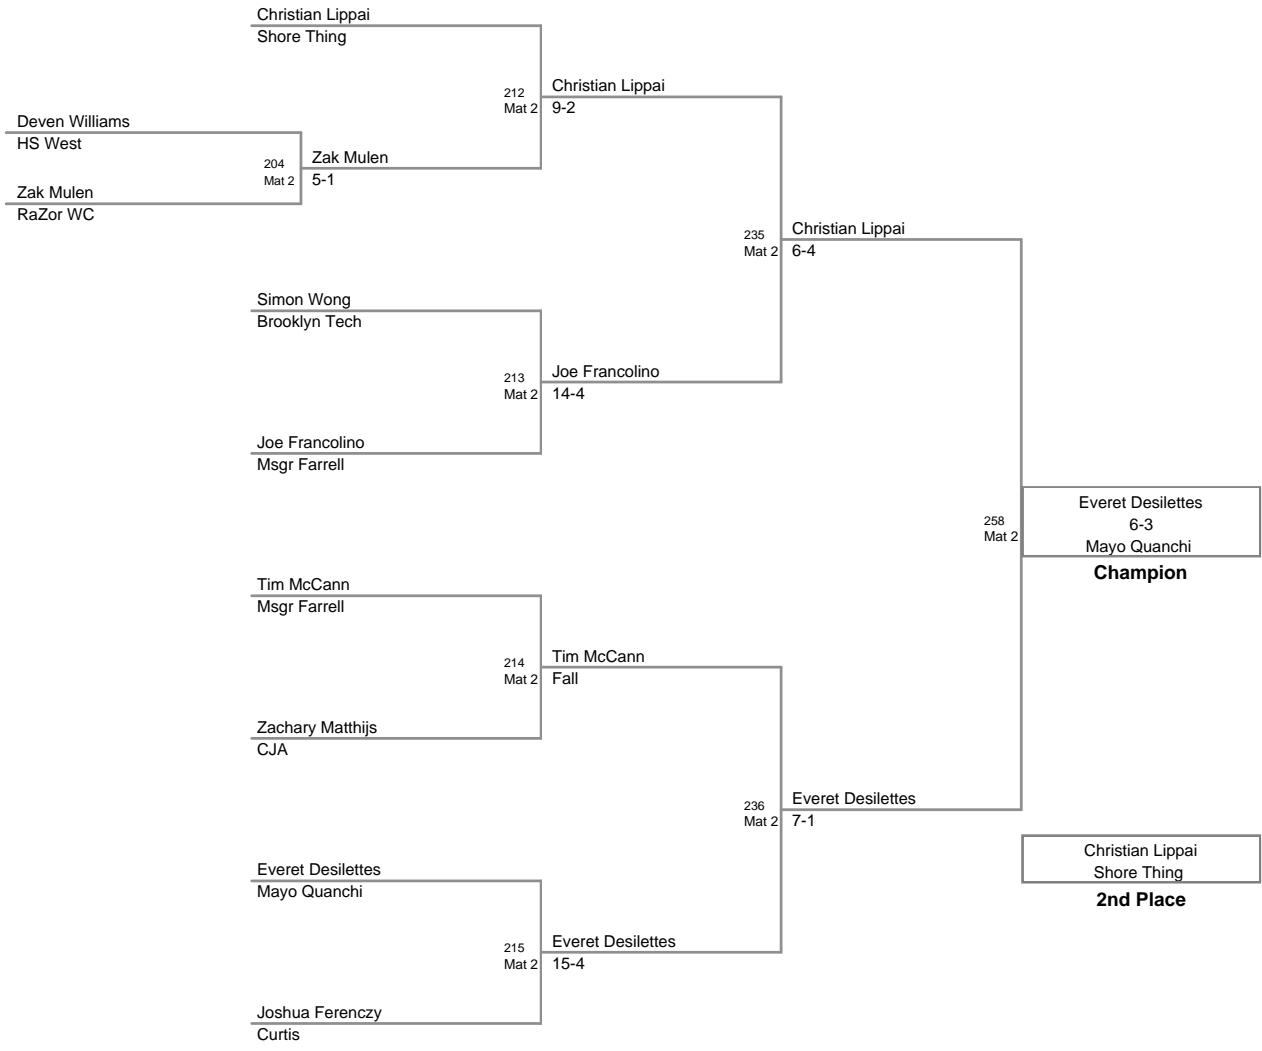 Christian Lippai
Shore Thing
212
Mat 2
Christian Lippai
9-2
Deven Williams
HS West
204
Mat 2
Zak Mulen
5-1
Zak Mulen
RaZor WC
235
Mat 2
Christian Lippai
6-4
Simon Wong
Brooklyn Tech
213
Mat 2
Joe Francolino
14-4
Joe Francolino
Msgr Farrell
258
Mat 2
Everet Desilettes
6-3
Mayo Quanchi
Champion
Tim McCann
Msgr Farrell
214
Mat 2
Tim McCann
Fall
Zachary Matthijs
CJA
236
Mat 2
Everet Desilettes
7-1
Christian Lippai
Shore Thing
2nd Place
Everet Desilettes
Mayo Quanchi
215
Mat 2
Everet Desilettes
15-4
Joshua Ferenczy
Curtis